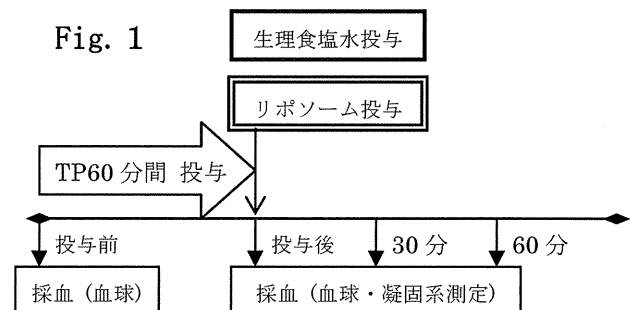 Fig. 1
生理食塩水投与
リポソーム投与
TP60分間 投与
投与前
投与後
30分
60分
採血 (血球)
採血 (血球・凝固系測定)